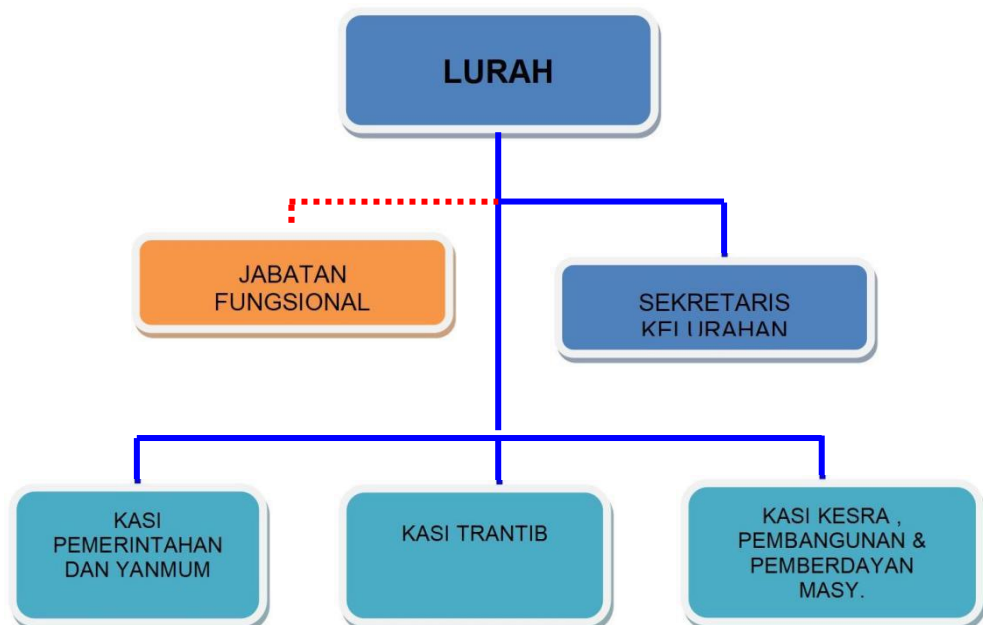 LURAH
JABATAN
FUNGSIONAL
SEKRETARIS
KELURAHAN
KASI
PEMERINTAHAN
DAN YANMUM
KASI TRANTIB
KASI KESRA ,
PEMBANGUNAN &
PEMBERDAYAN
MASY.